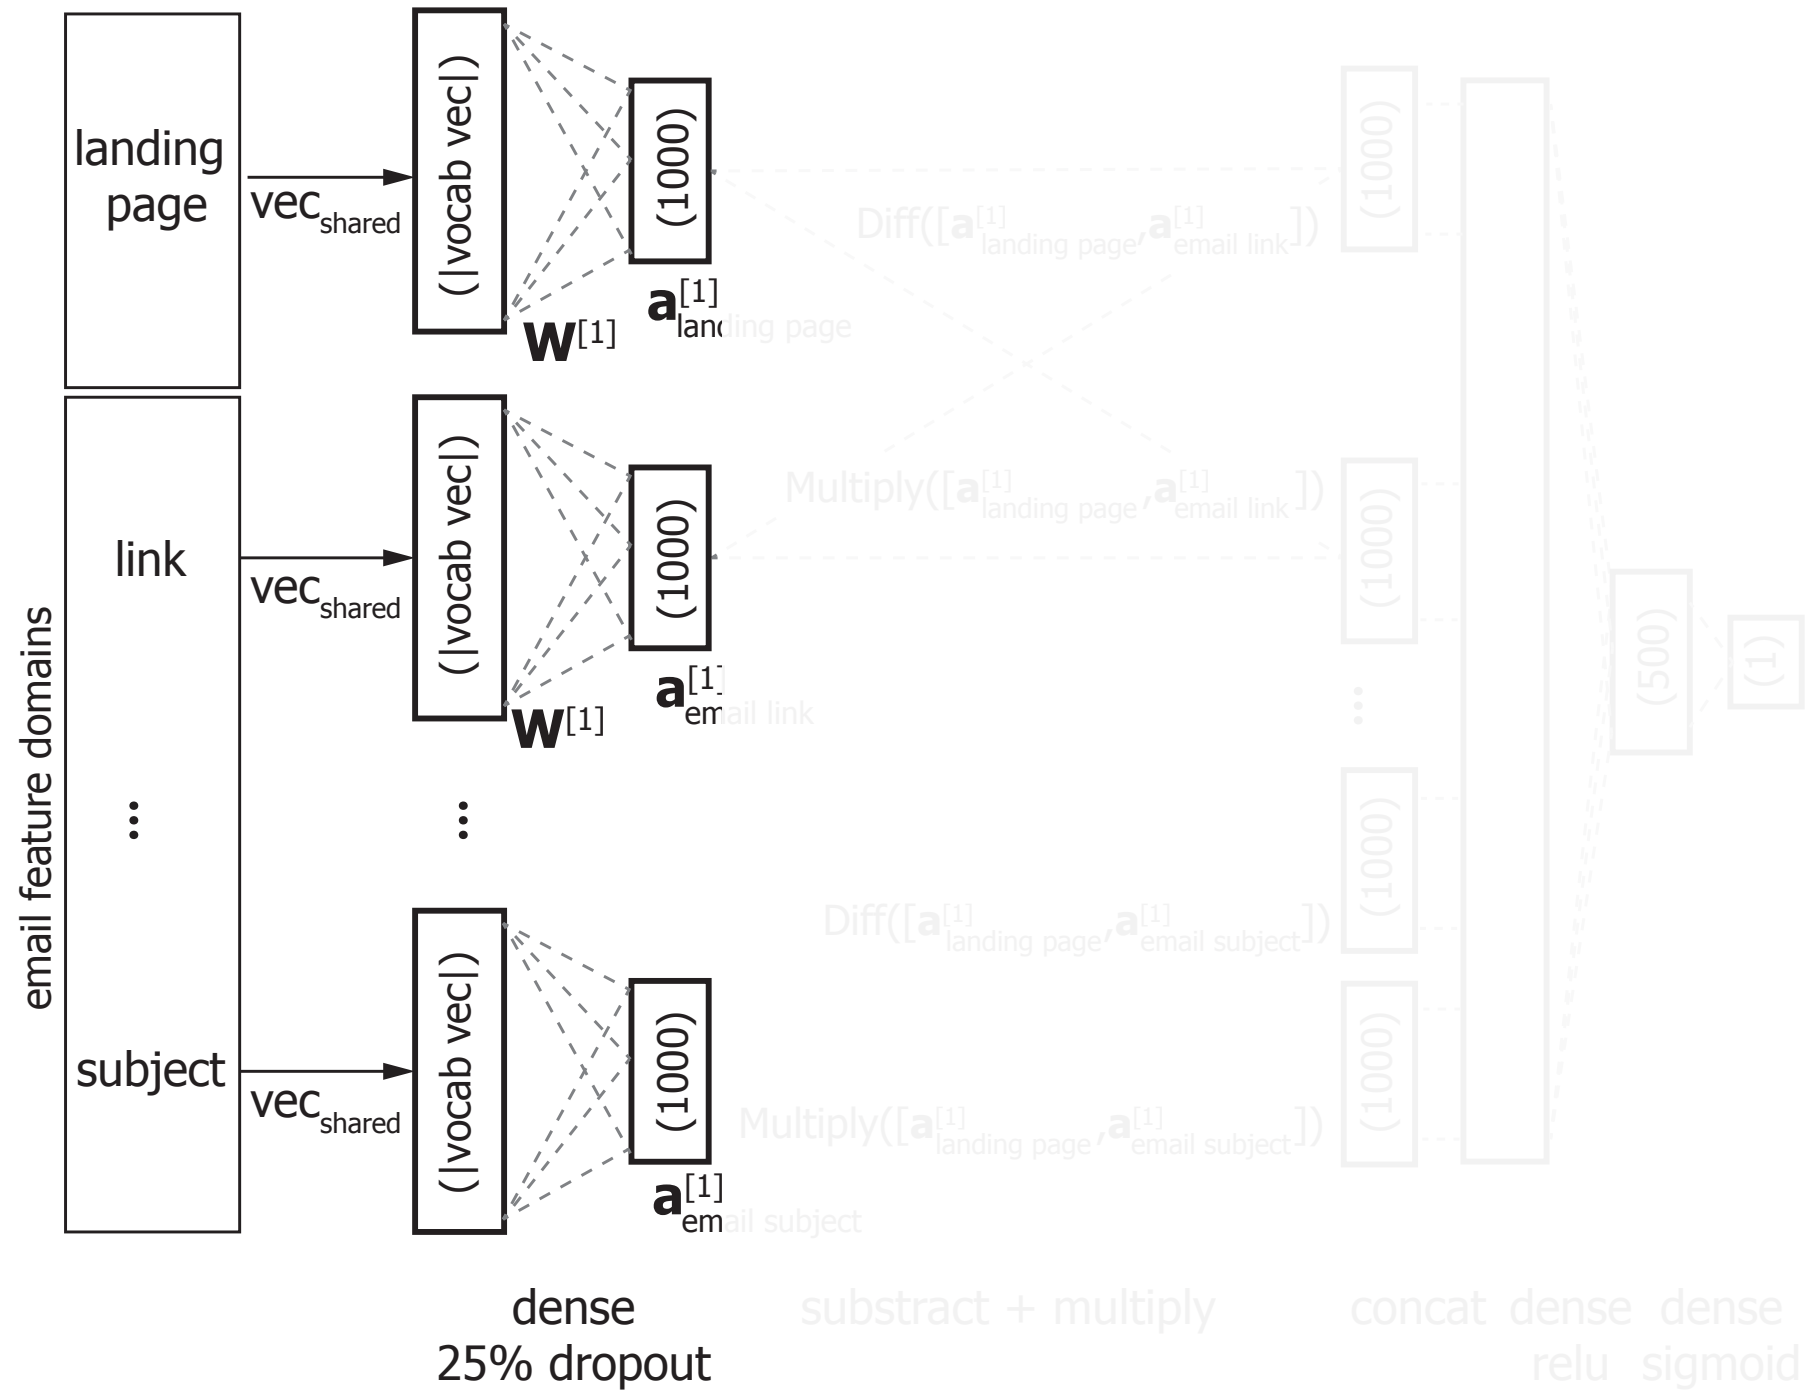 landing
page
vec shared
(|vocab vec|)
(1000)
W[1]
a[1] landing page
Diff([a[1] landing page,a[1] email link])
(1000)
email feature domains
link
vec shared
(|vocab vec|)
(1000)
W[1]
a[1] email link
Multiply([a[1] landing page,a[1] email link])
(1000)
...
...
...
(500)
(1)
Diff([a[1] landing page,a[1] email subject])
(1000)
subject
vec shared
(|vocab vec|)
(1000)
a[1] email subject
Multiply([a[1] landing page,a[1] email subject])
(1000)
dense
25% dropout
substract + multiply
concat
dense
relu
dense
sigmoid